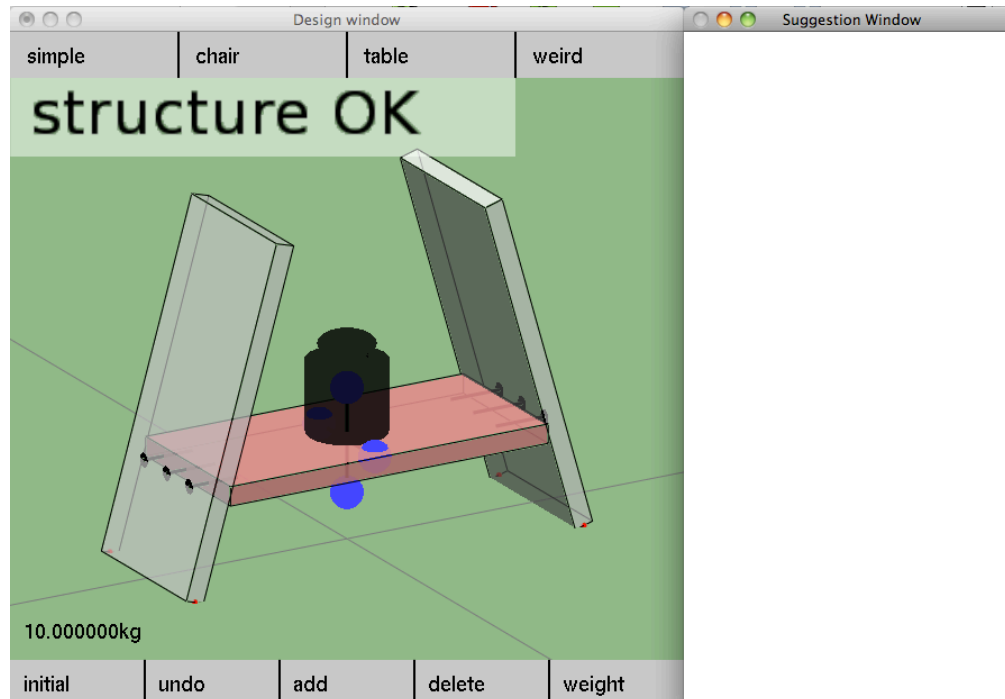 Design window
Suggestion Window
simple chair table weird
structure OK
10.000000kg
initial undo add delete weight